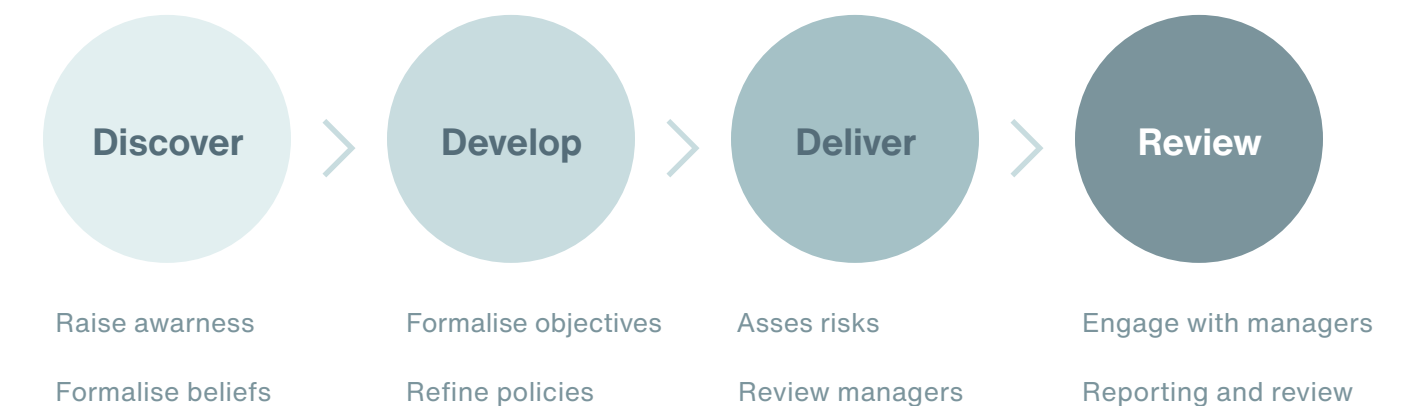 Discover
Develop
Deliver
Review
Raise awarness
Formalise objectives
Asses risks
Engage with managers
Formalise beliefs
Refine policies
Review managers
Reporting and review